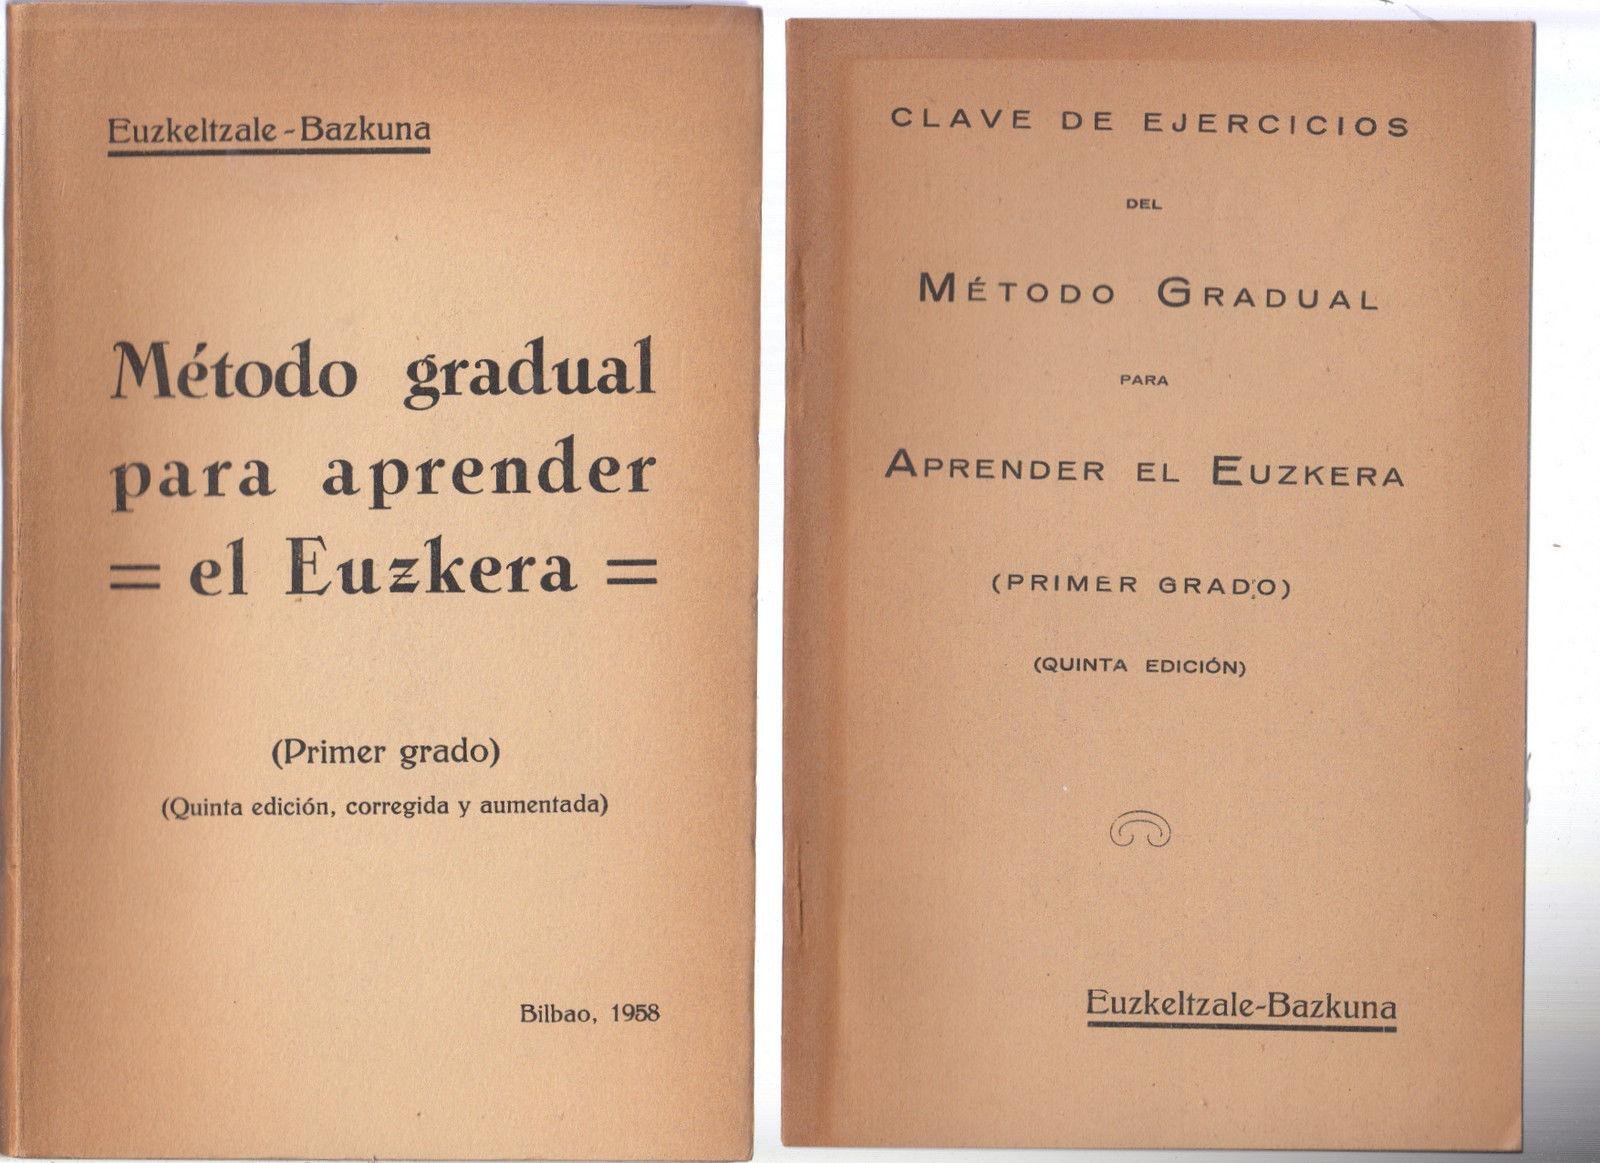 Euzkeltzale-Bazkuna
Método gradual
para aprender
= el Euzkera =
(Primer grado)
(Quinta edición, corregida y aumentada)
Bilbao, 1958
CLAVE DE EJERCICIOS
DEL
MÉTODO GRADUAL
PARA
APRENDER EL EUZKERA
(PRIMER GRADO)
(QUINTA EDICIÓN)
Euzkeltzale-Bazkuna